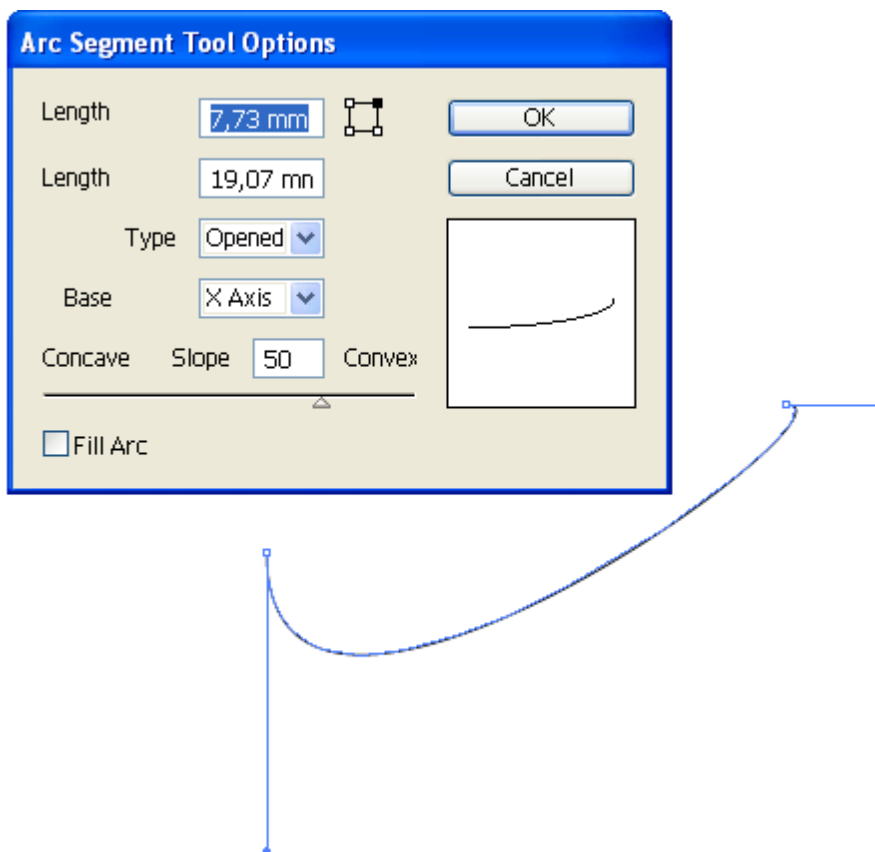 Arc Segment Tool Options
Length 7,73 mm OK
Length 19,07 mn Cancel
Type Opened
Base X Axis
Concave Slope 50 Convex
Fill Arc